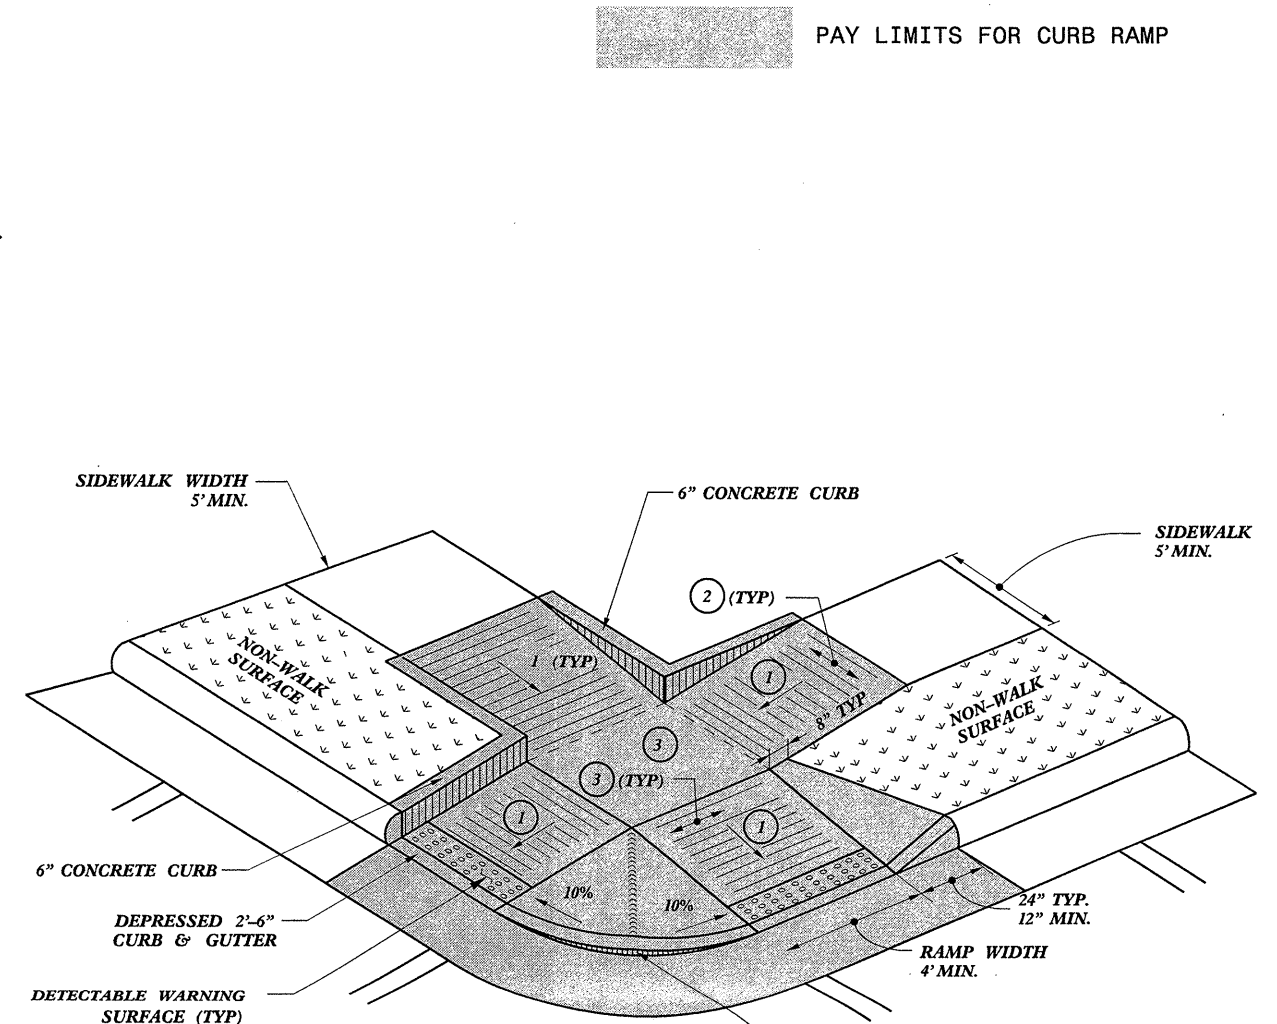 PAY LIMITS FOR CURB RAMP
SIDEWALK WIDTH
5' MIN.
6" CONCRETE CURB
SIDEWALK
5' MIN.
2 (TYP)
1 (TYP)
1
8" TYP
NON-WALK
SURFACE
NON-WALK
SURFACE
3
3 (TYP)
1
1
10%
10%
6" CONCRETE CURB
24" TYP.
12" MIN.
DEPRESSED 2'-6"
CURB & GUTTER
RAMP WIDTH
4' MIN.
DETECTABLE WARNING
SURFACE (TYP)